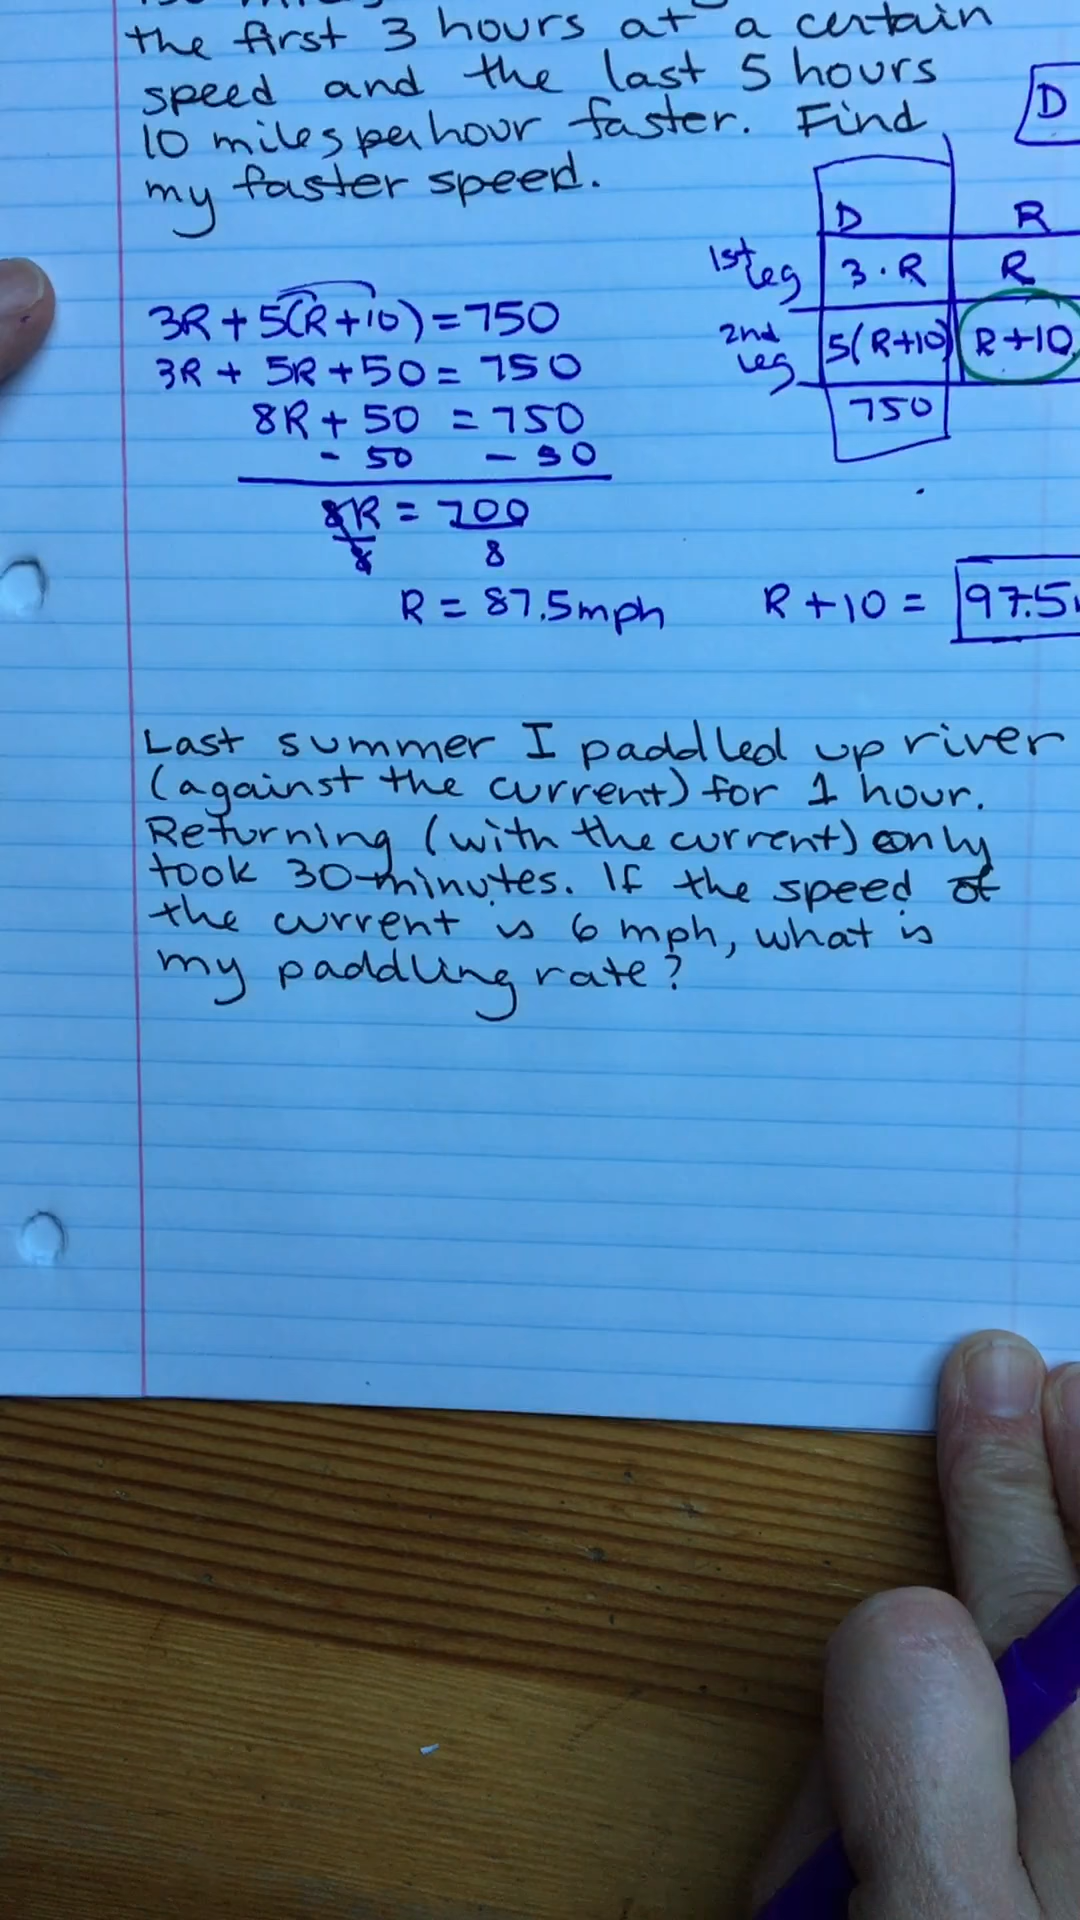 the first 3 hours at a certain
speed and the last 5 hours
10 miles per hour faster. Find
my faster speed.
D
D R
1st leg 3 · R R
2nd leg 5(R+10) R+10
750
3R + 5(R+10) = 750
3R + 5R + 50 = 750
8R + 50 = 750
- 50 - 50
8R = 700
8 8
R = 87.5mph R + 10 = 97.5
Last summer I paddled up river
(against the current) for 1 hour.
Returning (with the current) only
took 30 minutes. If the speed of
the current is 6 mph, what is
my paddling rate?